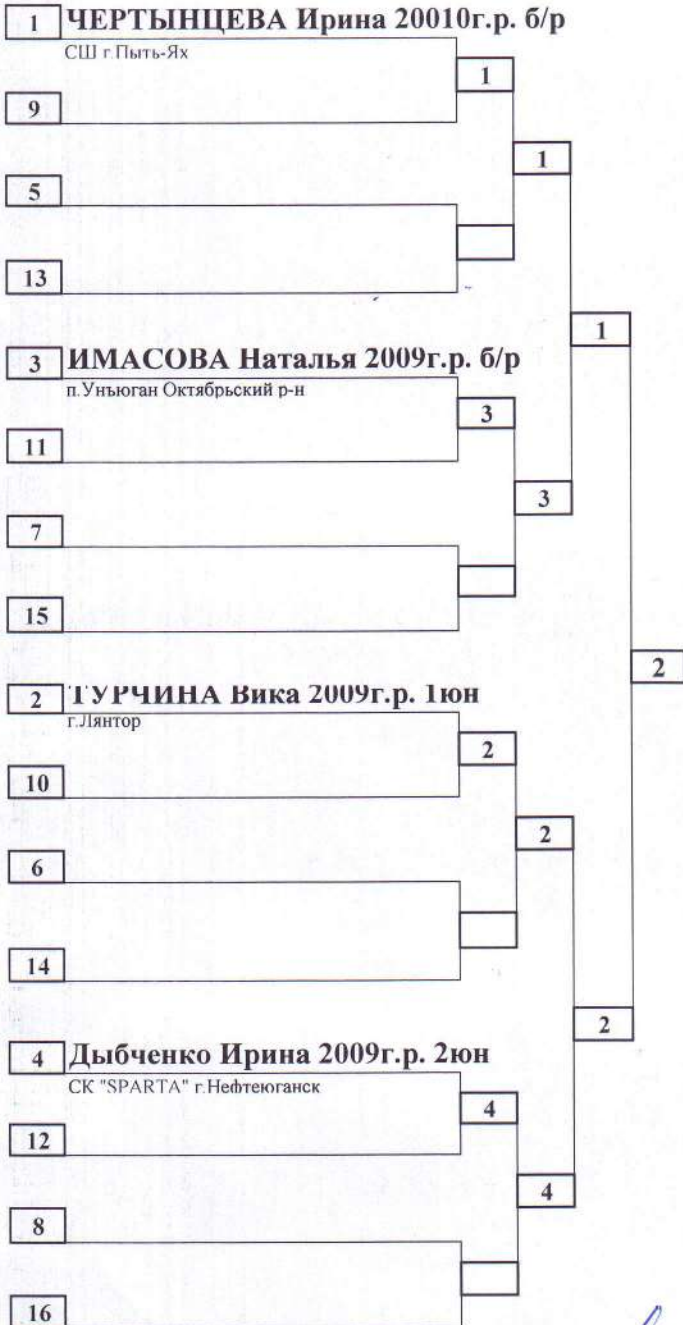 1 ЧЕРТЫНЦЕВА Ирина 20010г.р. б/р
СШ г.Пыть-Ях
1
9
1
5
13
1
3 ИМАСОВА Наталья 2009г.р. б/р
п.Унъюган Октябрьский р-н
3
11
3
7
15
2
2 ТУРЧИНА Вика 2009г.р. 1юн
г.Лянтор
2
10
2
6
14
2
4 Дыбченко Ирина 2009г.р. 2юн
СК "SPARTA" г.Нефтеюганск
4
12
4
8
16